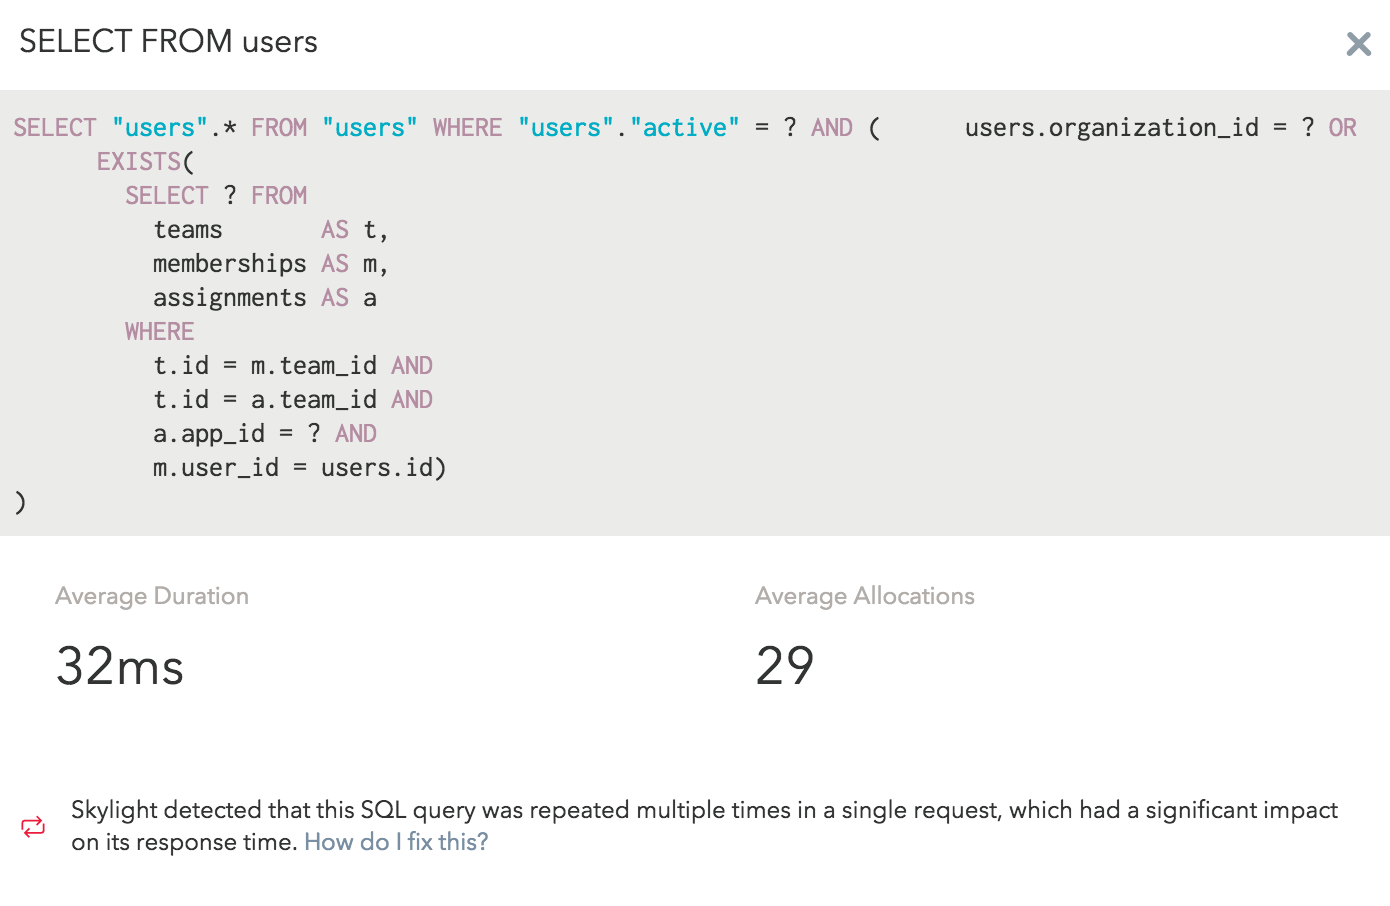 SELECT FROM users
SELECT "users".* FROM "users" WHERE "users"."active" = ? AND (      users.organization_id = ? OR
      EXISTS(
        SELECT ? FROM
          teams       AS t,
          memberships AS m,
          assignments AS a
        WHERE
          t.id = m.team_id AND
          t.id = a.team_id AND
          a.app_id = ? AND
          m.user_id = users.id)
)
Average Duration
Average Allocations
32ms
29
Skylight detected that this SQL query was repeated multiple times in a single request, which had a significant impact
on its response time. How do I fix this?